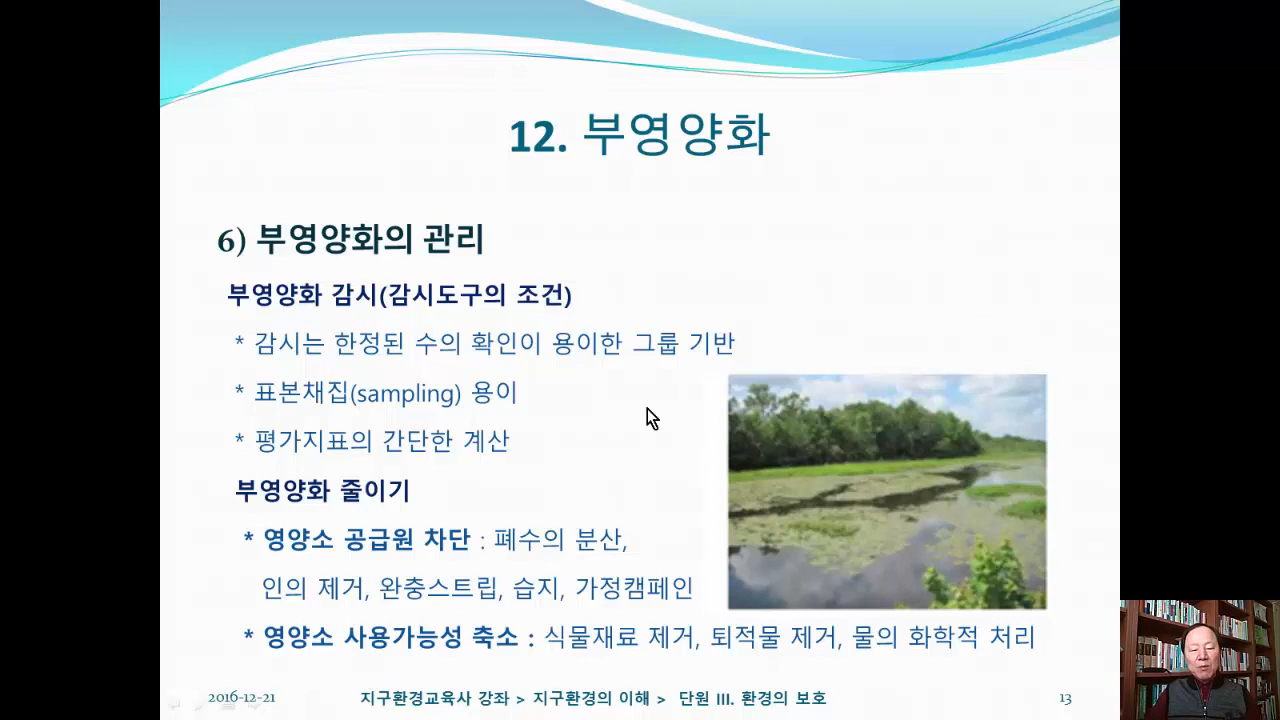 12. 부영양화
6) 부영양화의 관리
부영양화 감시(감시도구의 조건)
* 감시는 한정된 수의 확인이 용이한 그룹 기반
* 표본채집(sampling) 용이
* 평가지표의 간단한 계산
부영양화 줄이기
* 영양소 공급원 차단 : 폐수의 분산,
인의 제거, 완충스트립, 습지, 가정캠페인
* 영양소 사용가능성 축소 : 식물재료 제거, 퇴적물 제거, 물의 화학적 처리
2016-12-21 지구환경교육사 강좌 > 지구환경의 이해 > 단원 III. 환경의 보호 13